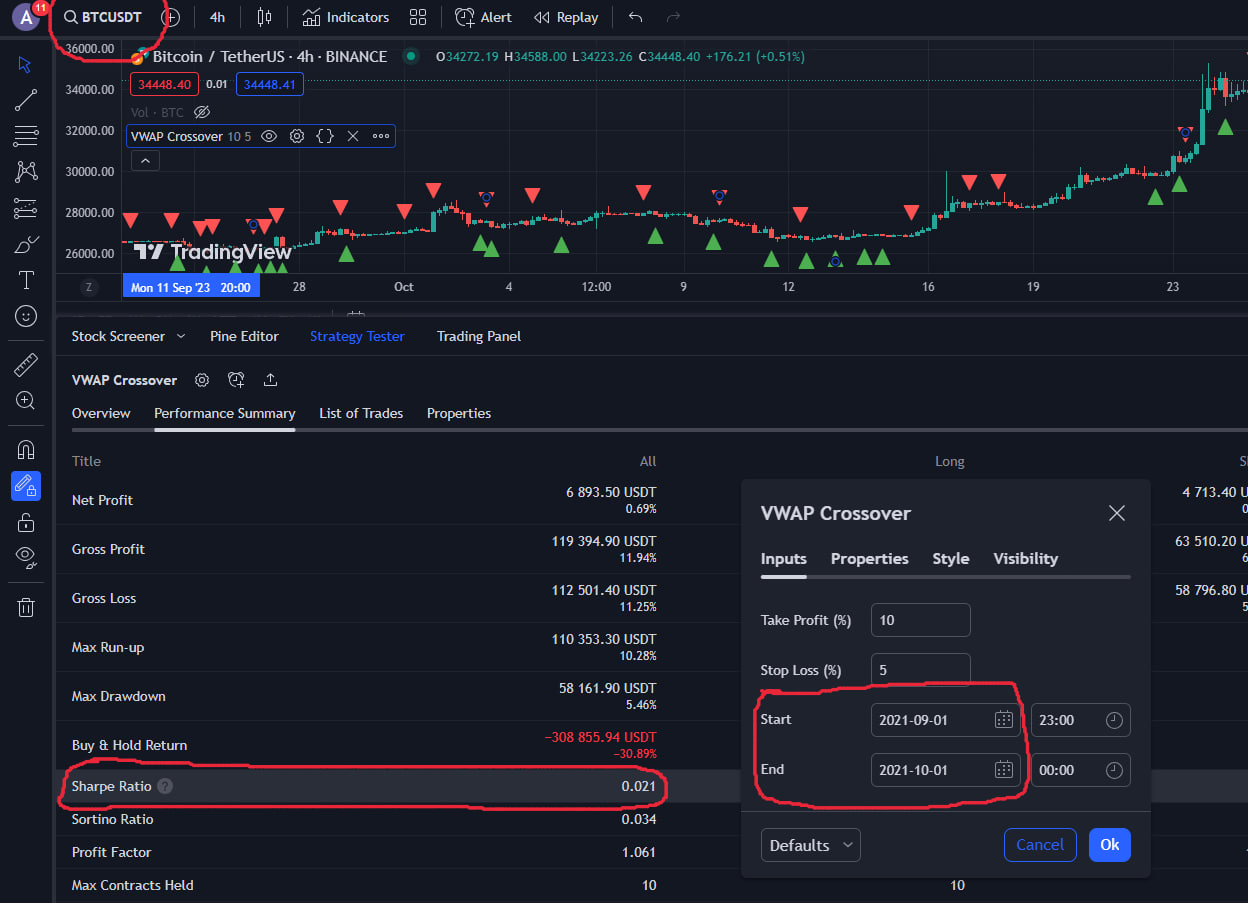 A 11 BTCUSDT 4h Indicators Alert Replay
36000.00 Bitcoin / TetherUS · 4h · BINANCE O34272.19 H34588.00 L34223.26 C34448.40 +176.21 (+0.51%)
34000.00 34448.40 0.01 34448.41
Vol · BTC
32000.00 VWAP Crossover 10 5
30000.00
28000.00
26000.00 TradingView
Z Mon 11 Sep '23 20:00 28 Oct 4 12:00 9 12 16 19 23
Stock Screener Pine Editor Strategy Tester Trading Panel
VWAP Crossover
Overview Performance Summary List of Trades Properties
Title All Long
Net Profit 6 893.50 USDT 4 713.40 U
0.69%
Gross Profit 119 394.90 USDT 63 510.20 U
11.94%
Gross Loss 112 501.40 USDT 58 796.80 U
11.25%
Max Run-up 110 353.30 USDT
10.28%
Max Drawdown 58 161.90 USDT
5.46%
Buy & Hold Return −308 855.94 USDT
−30.89%
Sharpe Ratio ? 0.021
Sortino Ratio 0.034
Profit Factor 1.061
Max Contracts Held 10 10
VWAP Crossover
Inputs Properties Style Visibility
Take Profit (%) 10
Stop Loss (%) 5
Start 2021-09-01 23:00
End 2021-10-01 00:00
Defaults Cancel Ok